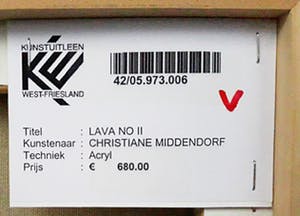 KUNSTUITLEEN
WEST-FRIESLAND
42/05.973.006
V
Titel : LAVA NO II
Kunstenaar : CHRISTIANE MIDDENDORF
Techniek : Acryl
Prijs : € 680.00